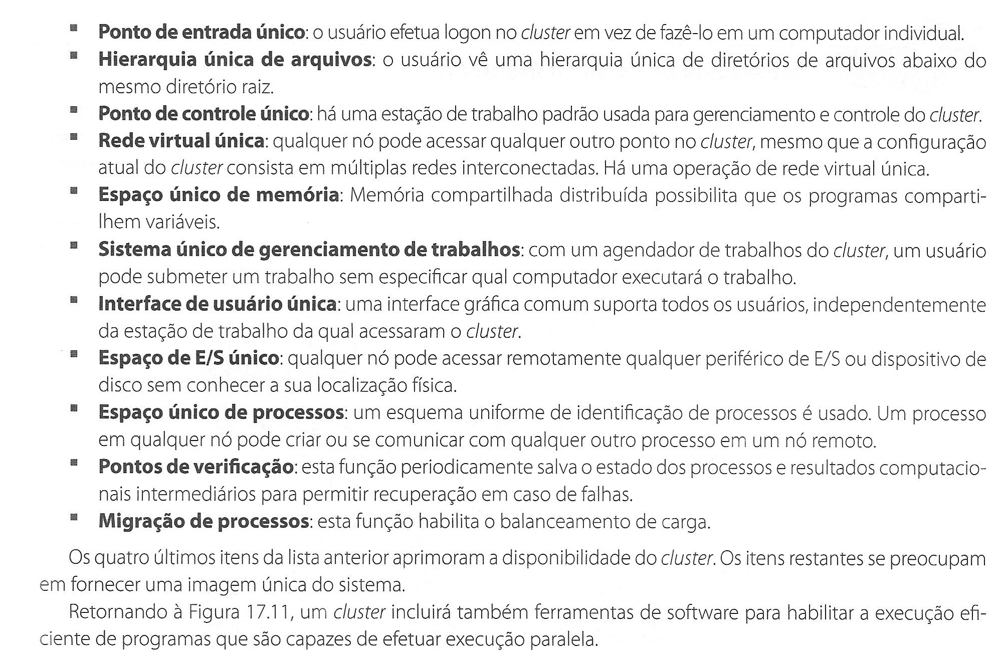 ▪ Ponto de entrada único: o usuário efetua logon no cluster em vez de fazê-lo em um computador individual.
▪ Hierarquia única de arquivos: o usuário vê uma hierarquia única de diretórios de arquivos abaixo do
mesmo diretório raiz.
▪ Ponto de controle único: há uma estação de trabalho padrão usada para gerenciamento e controle do cluster.
▪ Rede virtual única: qualquer nó pode acessar qualquer outro ponto no cluster, mesmo que a configuração
atual do cluster consista em múltiplas redes interconectadas. Há uma operação de rede virtual única.
▪ Espaço único de memória: Memória compartilhada distribuída possibilita que os programas comparti-
lhem variáveis.
▪ Sistema único de gerenciamento de trabalhos: com um agendador de trabalhos do cluster, um usuário
pode submeter um trabalho sem especificar qual computador executará o trabalho.
▪ Interface de usuário única: uma interface gráfica comum suporta todos os usuários, independentemente
da estação de trabalho da qual acessaram o cluster.
▪ Espaço de E/S único: qualquer nó pode acessar remotamente qualquer periférico de E/S ou dispositivo de
disco sem conhecer a sua localização física.
▪ Espaço único de processos: um esquema uniforme de identificação de processos é usado. Um processo
em qualquer nó pode criar ou se comunicar com qualquer outro processo em um nó remoto.
▪ Pontos de verificação: esta função periodicamente salva o estado dos processos e resultados computacio-
nais intermediários para permitir recuperação em caso de falhas.
▪ Migração de processos: esta função habilita o balanceamento de carga.
Os quatro últimos itens da lista anterior aprimoram a disponibilidade do cluster. Os itens restantes se preocupam
em fornecer uma imagem única do sistema.
Retornando à Figura 17.11, um cluster incluirá também ferramentas de software para habilitar a execução efi-
ciente de programas que são capazes de efetuar execução paralela.